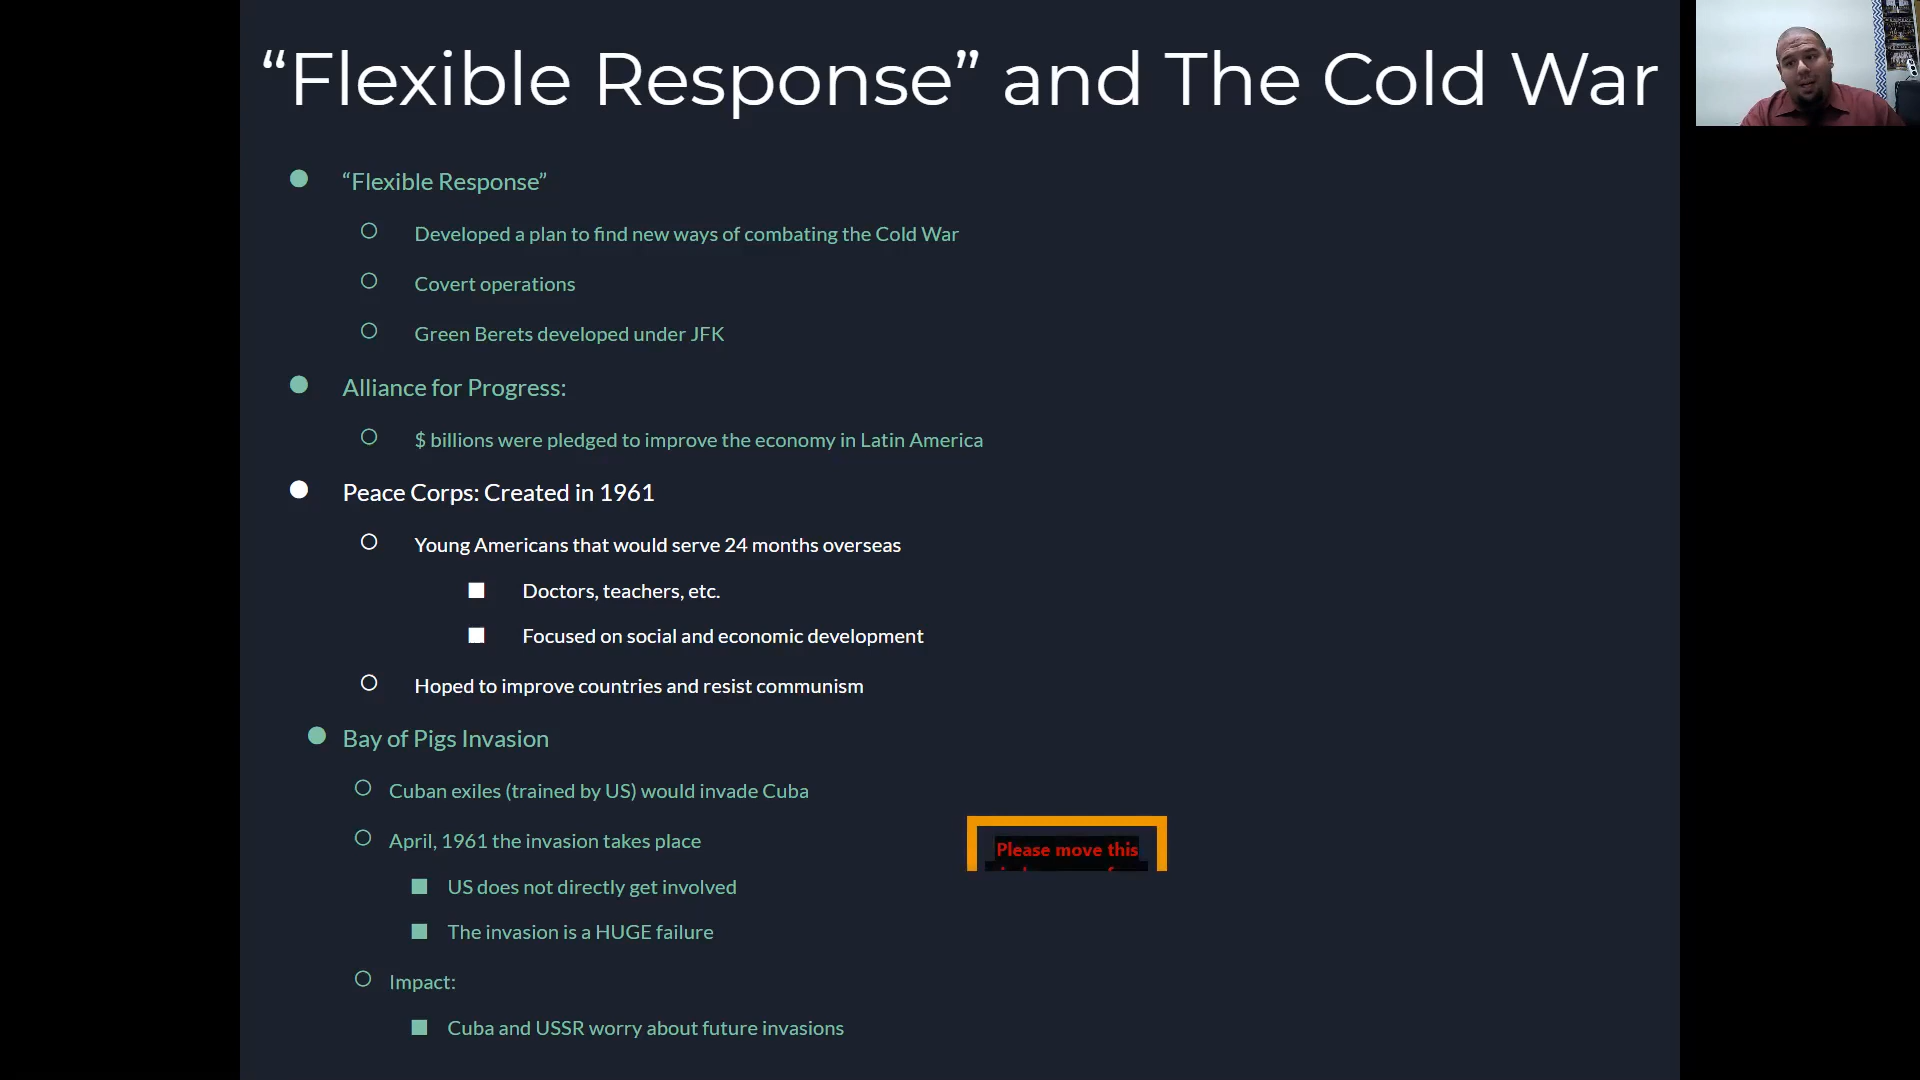 “Flexible Response” and The Cold War
“Flexible Response”
Developed a plan to find new ways of combating the Cold War
Covert operations
Green Berets developed under JFK
Alliance for Progress:
$ billions were pledged to improve the economy in Latin America
Peace Corps: Created in 1961
Young Americans that would serve 24 months overseas
Doctors, teachers, etc.
Focused on social and economic development
Hoped to improve countries and resist communism
Bay of Pigs Invasion
Cuban exiles (trained by US) would invade Cuba
April, 1961 the invasion takes place
US does not directly get involved
The invasion is a HUGE failure
Impact:
Cuba and USSR worry about future invasions
Please move this